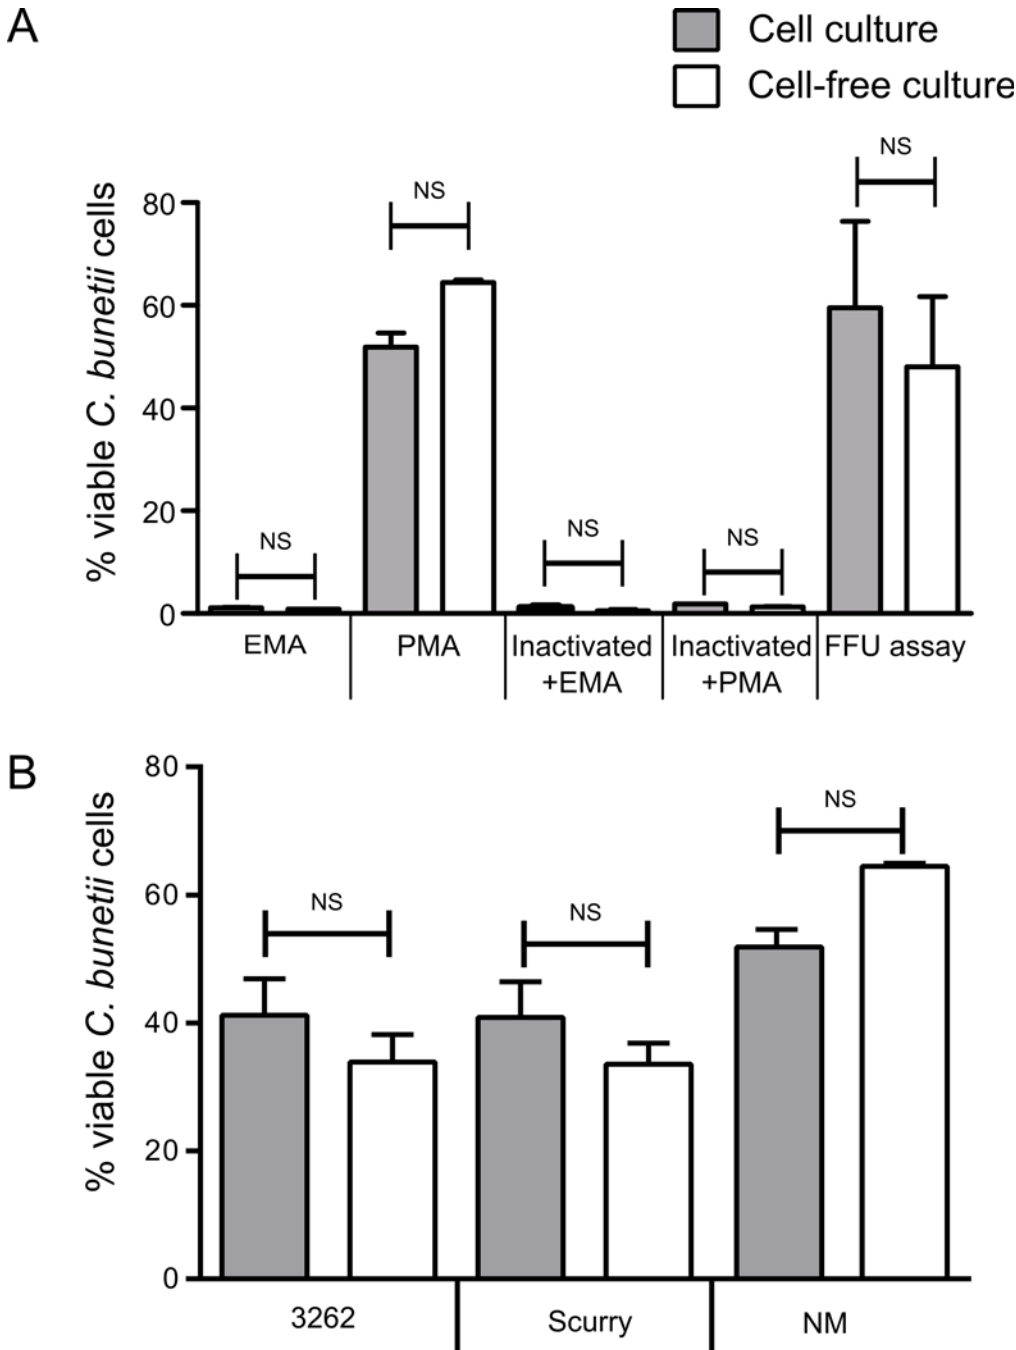 A
Cell culture
Cell-free culture
% viable C. bunetii cells
80
60
40
20
0
NS
NS
NS
NS
NS
EMA
PMA
Inactivated
+EMA
Inactivated
+PMA
FFU assay
B
% viable C. bunetii cells
80
60
40
20
0
NS
NS
NS
3262
Scurry
NM